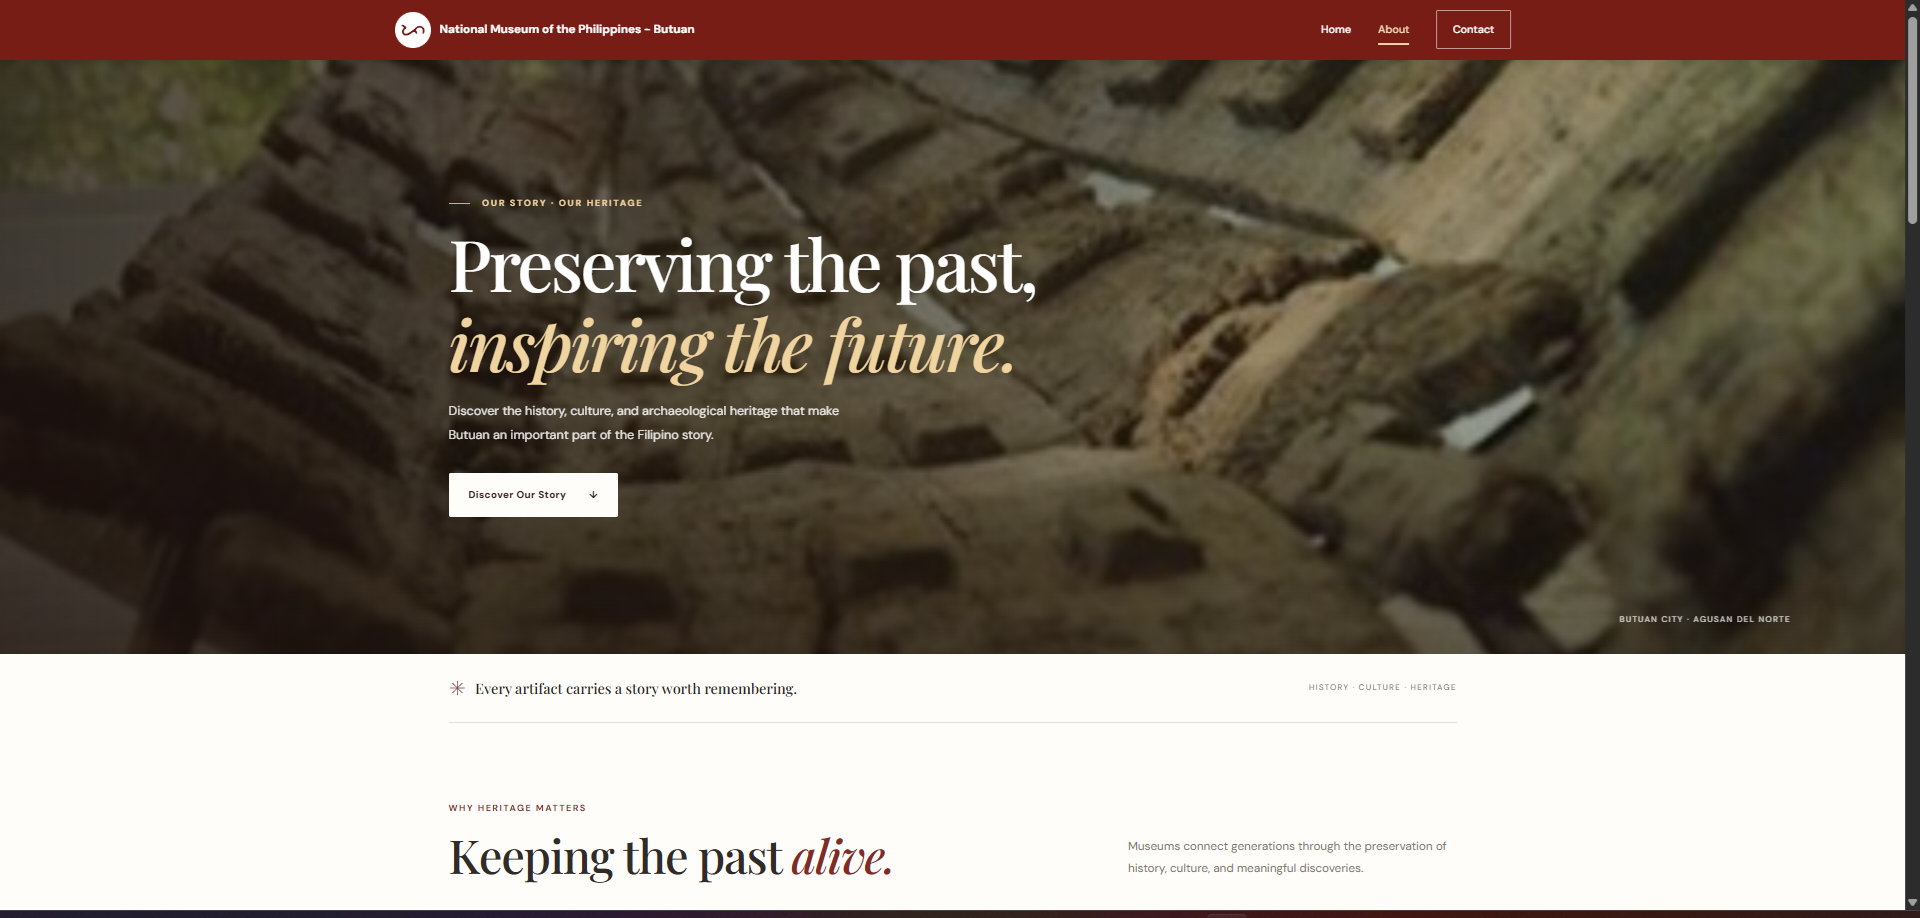 National Museum of the Philippines – Butuan
Home
About
Contact
OUR STORY · OUR HERITAGE
Preserving the past,
inspiring the future.
Discover the history, culture, and archaeological heritage that make
Butuan an important part of the Filipino story.
Discover Our Story ↓
BUTUAN CITY · AGUSAN DEL NORTE
Every artifact carries a story worth remembering.
HISTORY · CULTURE · HERITAGE
WHY HERITAGE MATTERS
Keeping the past alive.
Museums connect generations through the preservation of
history, culture, and meaningful discoveries.